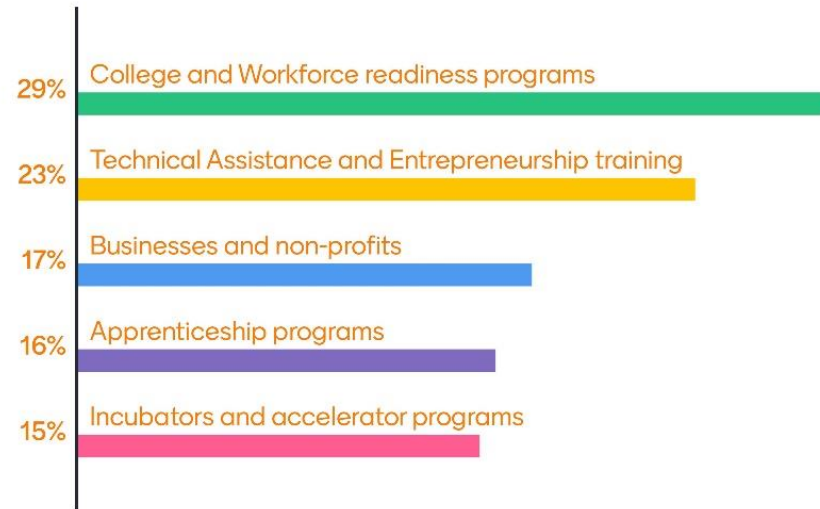 29% College and Workforce readiness programs
23% Technical Assistance and Entrepreneurship training
17% Businesses and non-profits
16% Apprenticeship programs
15% Incubators and accelerator programs